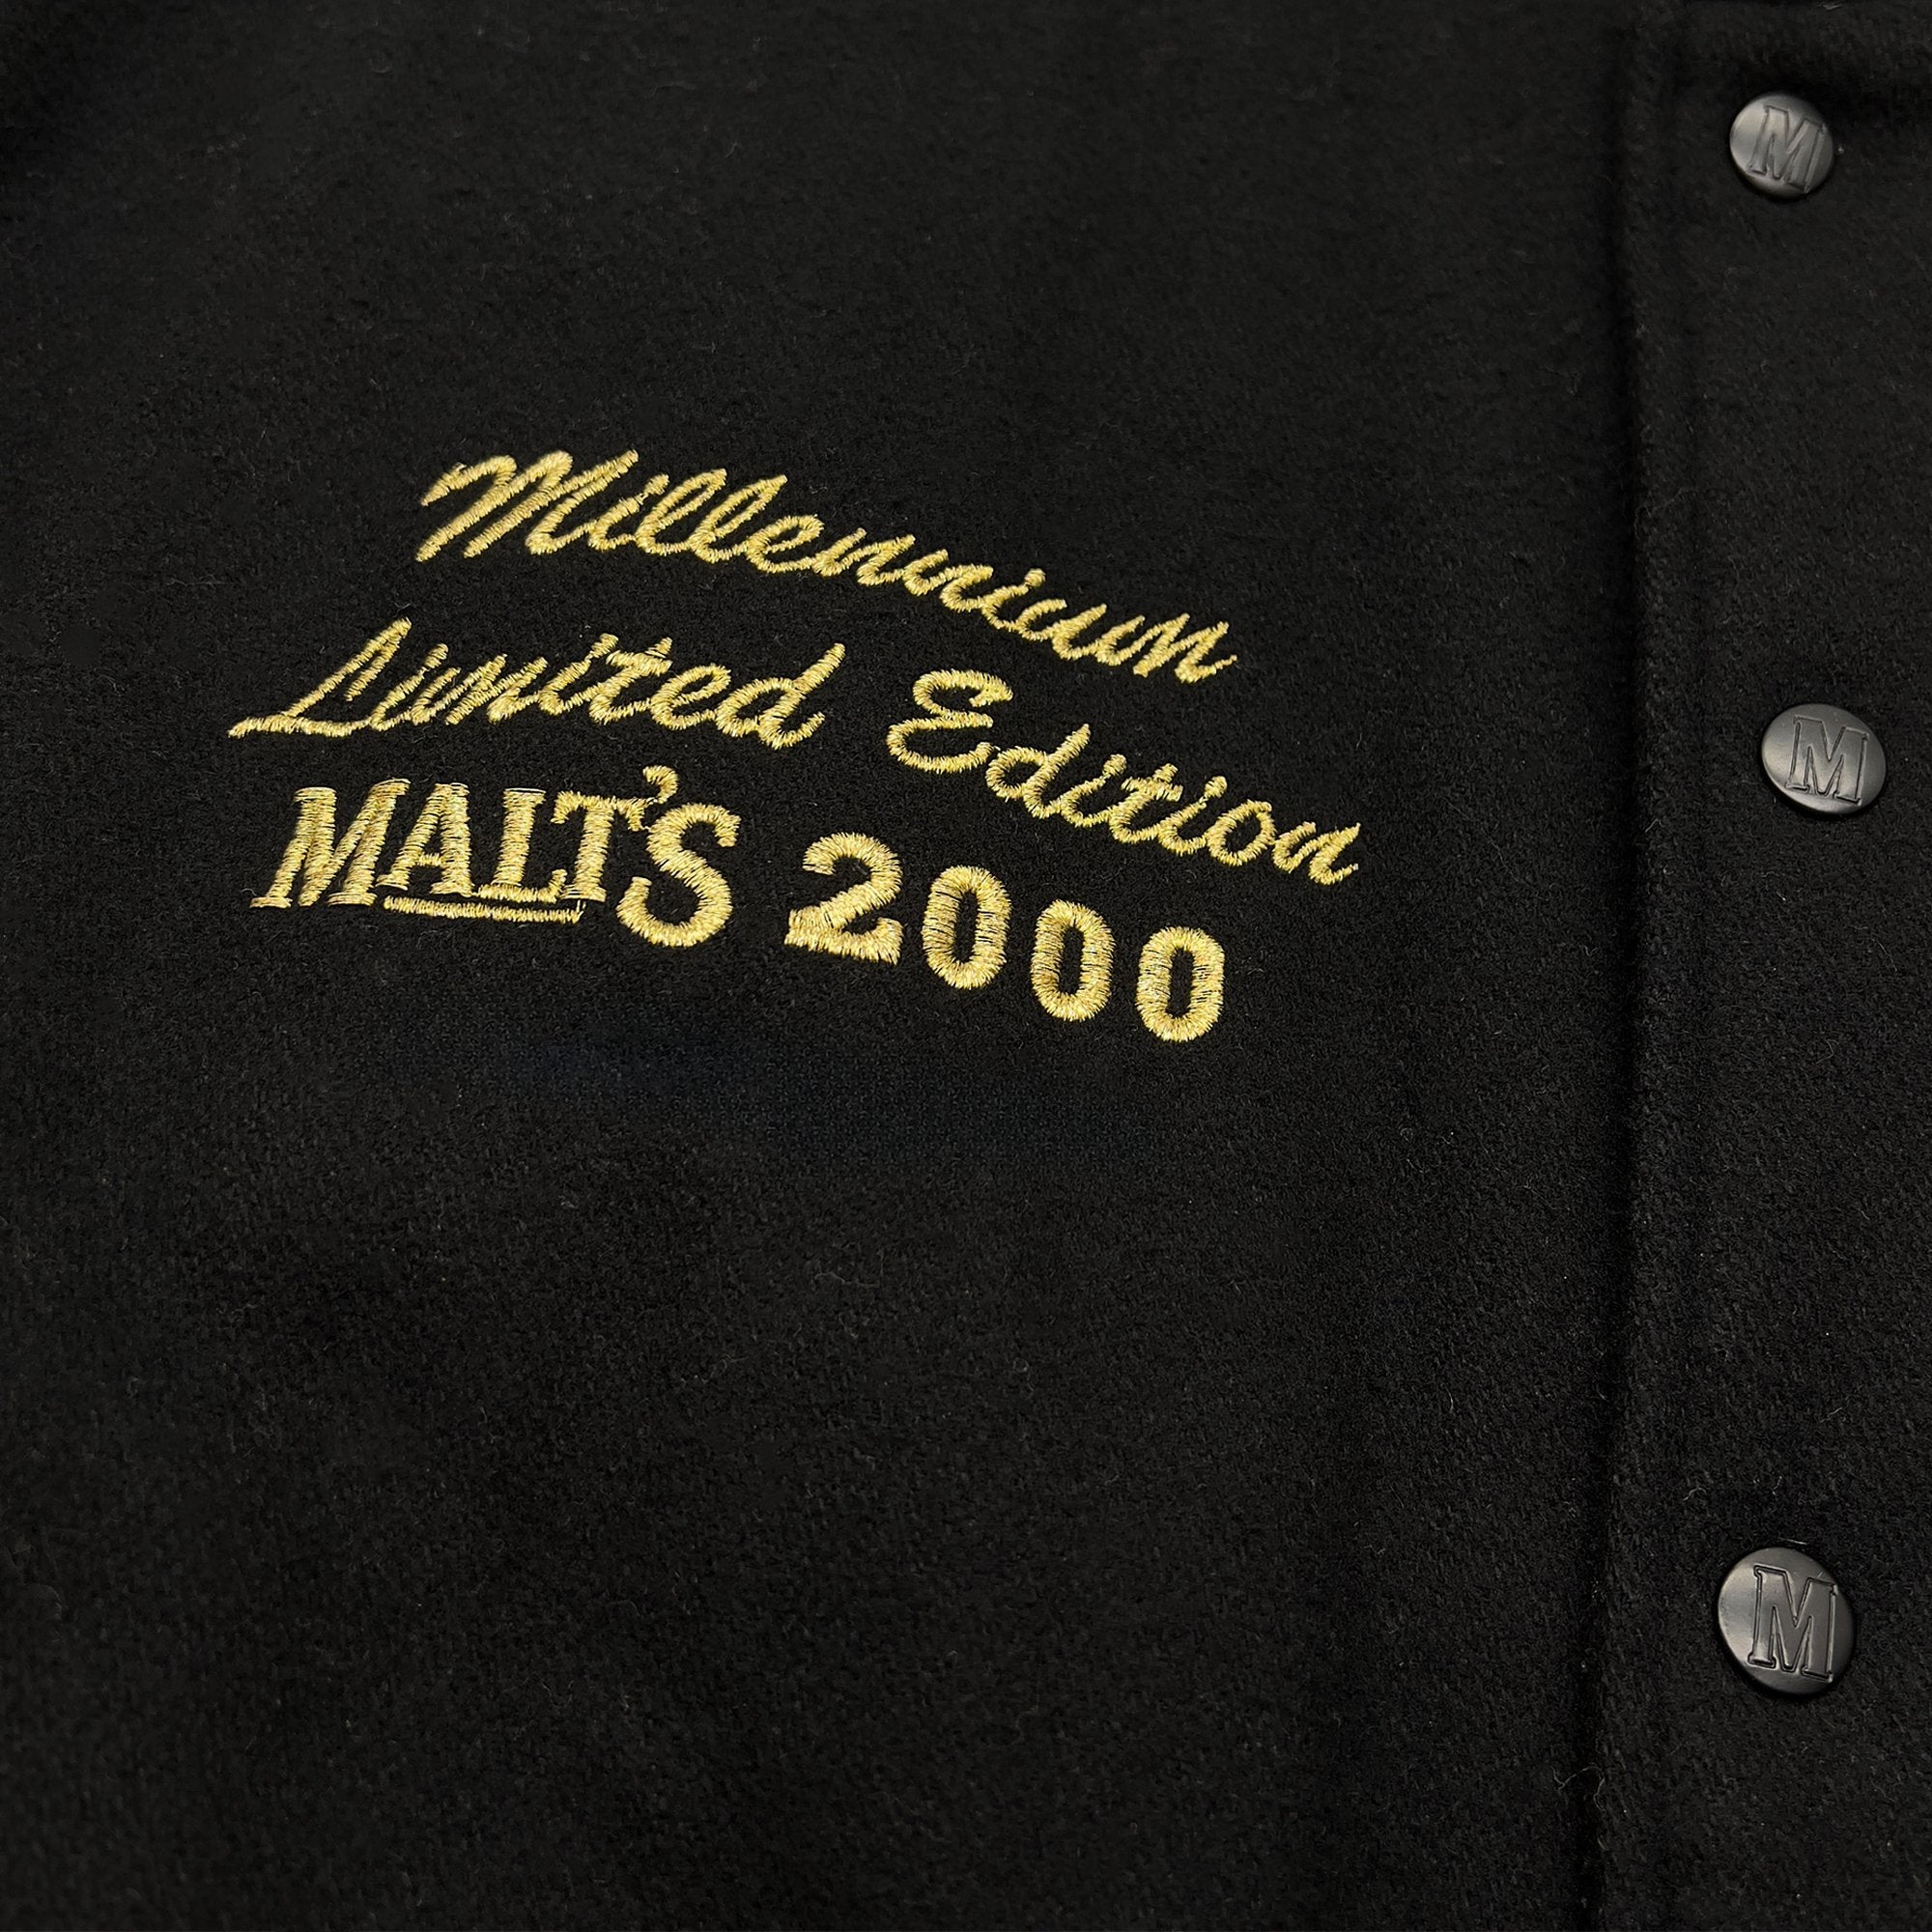 Millennium
Limited Edition
MALT'S 2000
M
M
M